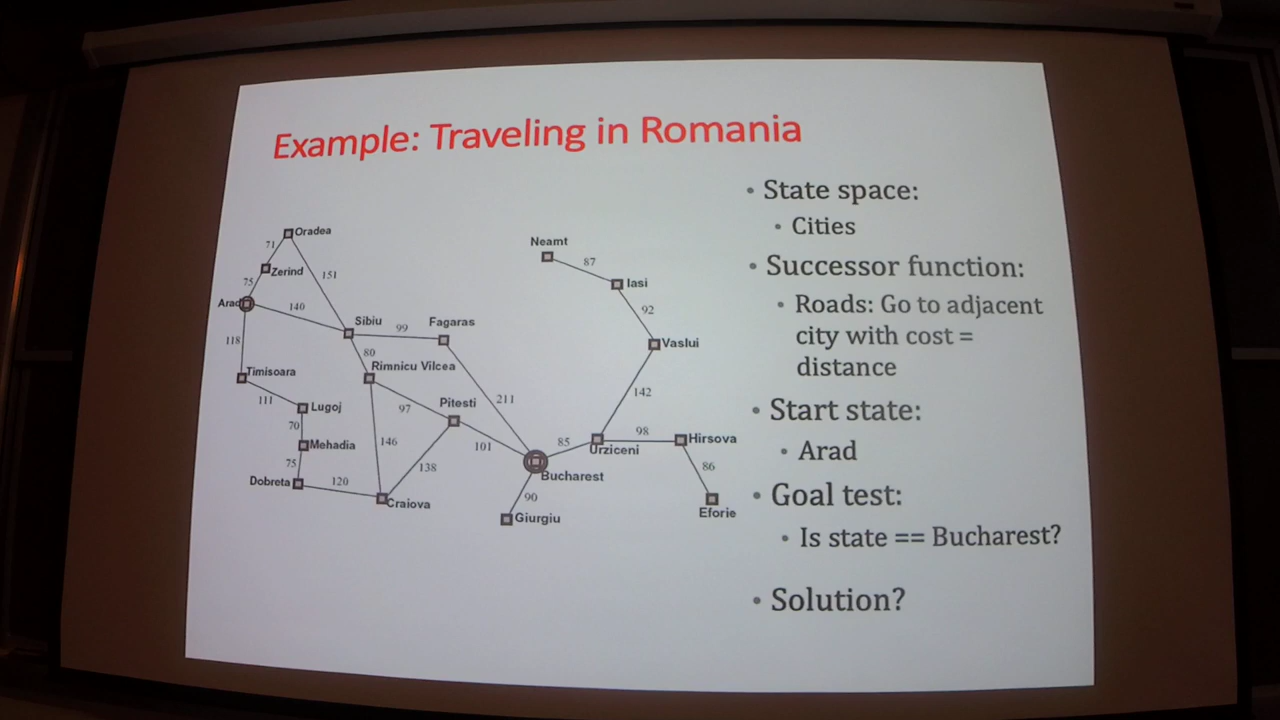 Example: Traveling in Romania
• State space:
• Cities
• Successor function:
• Roads: Go to adjacent
city with cost =
distance
• Start state:
• Arad
• Goal test:
• Is state == Bucharest?
• Solution?
Oradea
71
Zerind
75
151
Arad
140
Sibiu
99
Fagaras
118
80
Rimnicu Vilcea
Timisoara
111
Lugoj
97
Pitesti
211
70
146
101
Mehadia
75
138
Dobreta
120
Craiova
Bucharest
90
Giurgiu
85
Urziceni
98
Hirsova
86
Eforie
142
Vaslui
92
Iasi
87
Neamt